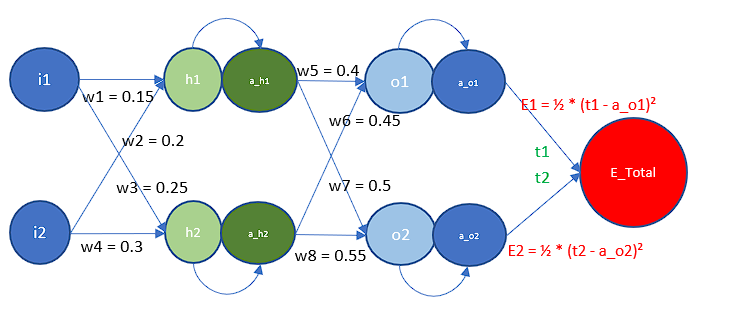 i1
h1
a_h1
w5 = 0.4
o1
a_o1
w1 = 0.15
E1 = ½ * (t1 - a_o1)²
w6 = 0.45
w2 = 0.2
t1
t2
E_Total
w3 = 0.25
w7 = 0.5
i2
h2
a_h2
o2
a_o2
w4 = 0.3
w8 = 0.55
E2 = ½ * (t2 - a_o2)²